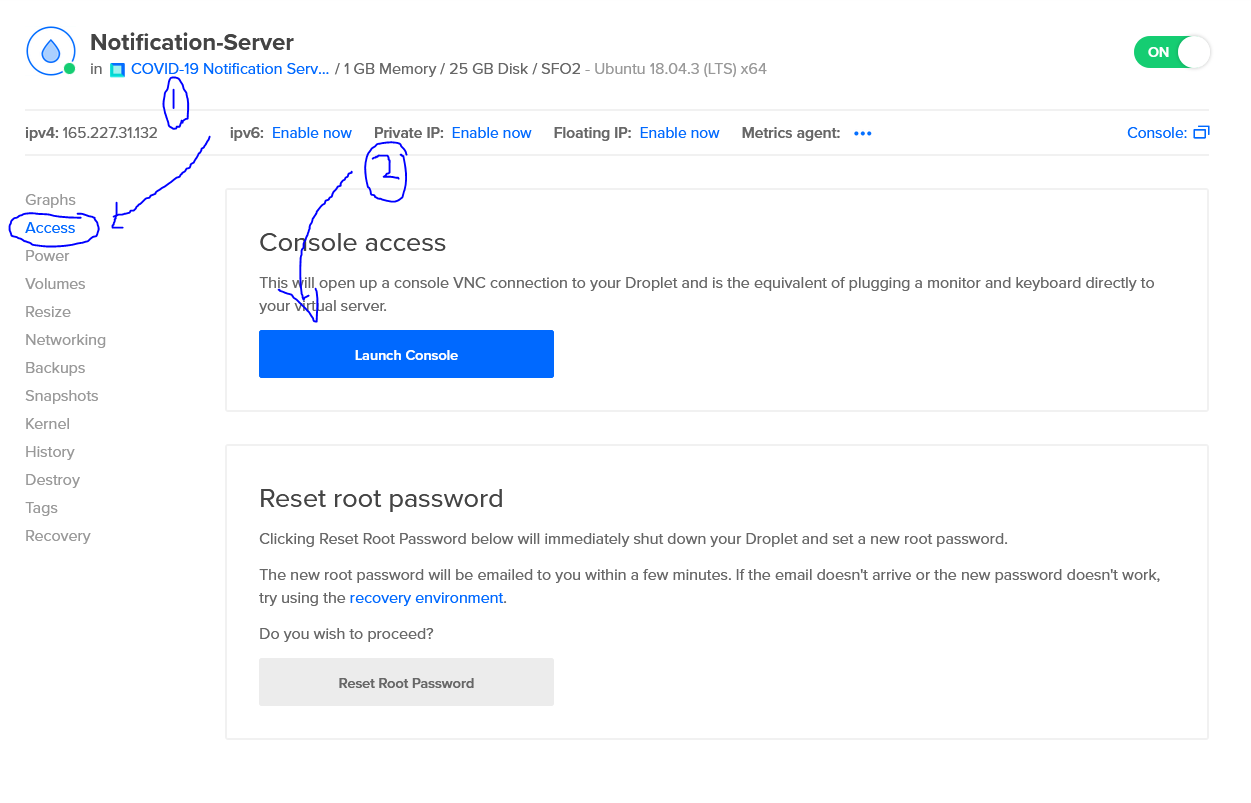 Notification-Server
ON
in COVID-19 Notification Serv... / 1 GB Memory / 25 GB Disk / SFO2 - Ubuntu 18.04.3 (LTS) x64
1
ipv4: 165.227.31.132 ipv6: Enable now Private IP: Enable now Floating IP: Enable now Metrics agent: ••• Console:
2
Graphs
Access
Power
Volumes
Resize
Networking
Backups
Snapshots
Kernel
History
Destroy
Tags
Recovery
Console access
This will open up a console VNC connection to your Droplet and is the equivalent of plugging a monitor and keyboard directly to
your virtual server.
Launch Console
Reset root password
Clicking Reset Root Password below will immediately shut down your Droplet and set a new root password.
The new root password will be emailed to you within a few minutes. If the email doesn't arrive or the new password doesn't work,
try using the recovery environment.
Do you wish to proceed?
Reset Root Password